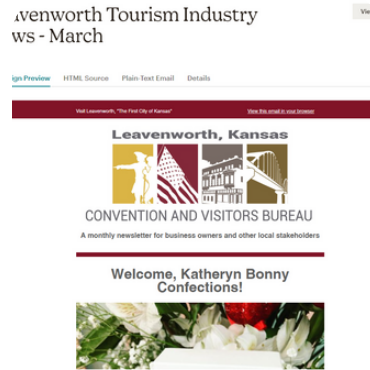 avenworth Tourism Industry
ws - March
Vie
ign Preview HTML Source Plain-Text Email Details
Visit Leavenworth, "The First City of Kansas" View this email in your browser
Leavenworth, Kansas
CONVENTION AND VISITORS BUREAU
A monthly newsletter for business owners and other local stakeholders
Welcome, Katheryn Bonny
Confections!